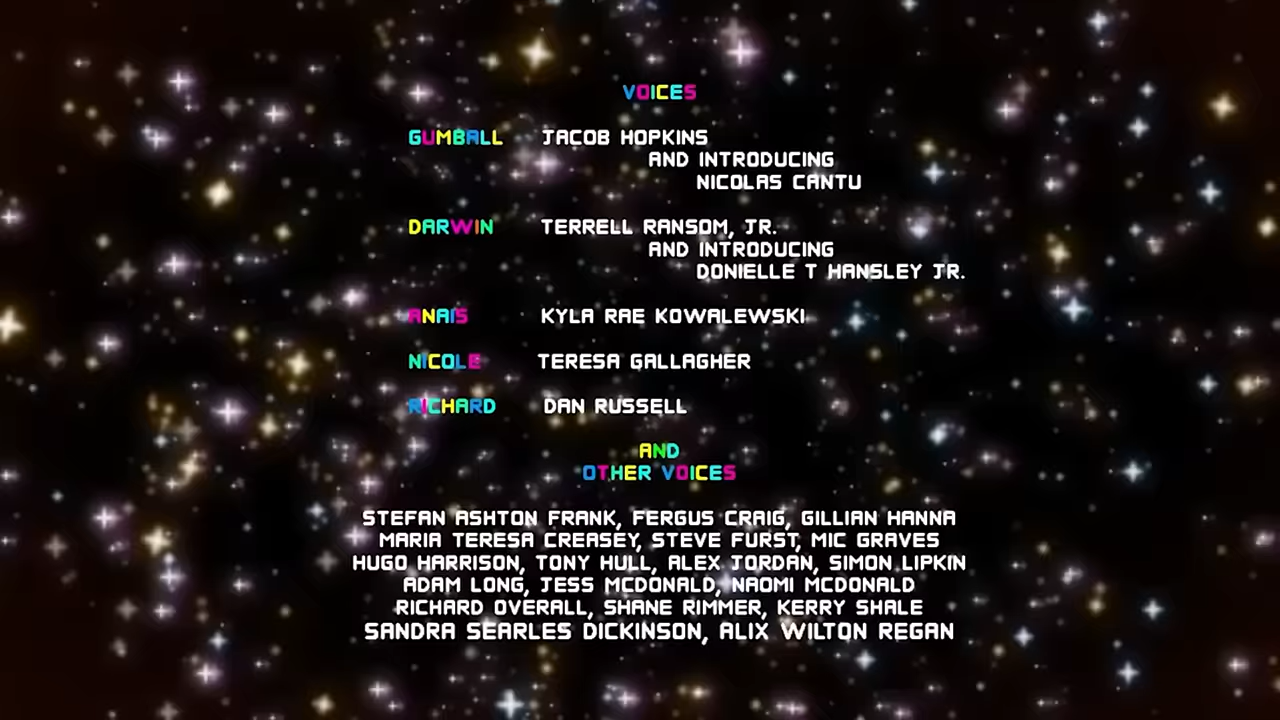 VOICES
GUMBALL JACOB HOPKINS
AND INTRODUCING
NICOLAS CANTU
DARWIN TERRELL RANSOM, JR.
AND INTRODUCING
DONIELLE T HANSLEY JR.
ANAIS KYLA RAE KOWALEWSKI
NICOLE TERESA GALLAGHER
RICHARD DAN RUSSELL
AND
OTHER VOICES
STEFAN ASHTON FRANK, FERGUS CRAIG, GILLIAN HANNA
MARIA TERESA CREASEY, STEVE FURST, MIC GRAVES
HUGO HARRISON, TONY HULL, ALEX JORDAN, SIMON LIPKIN
ADAM LONG, JESS MCDONALD, NAOMI MCDONALD
RICHARD OVERALL, SHANE RIMMER, KERRY SHALE
SANDRA SEARLES DICKINSON, ALIX WILTON REGAN